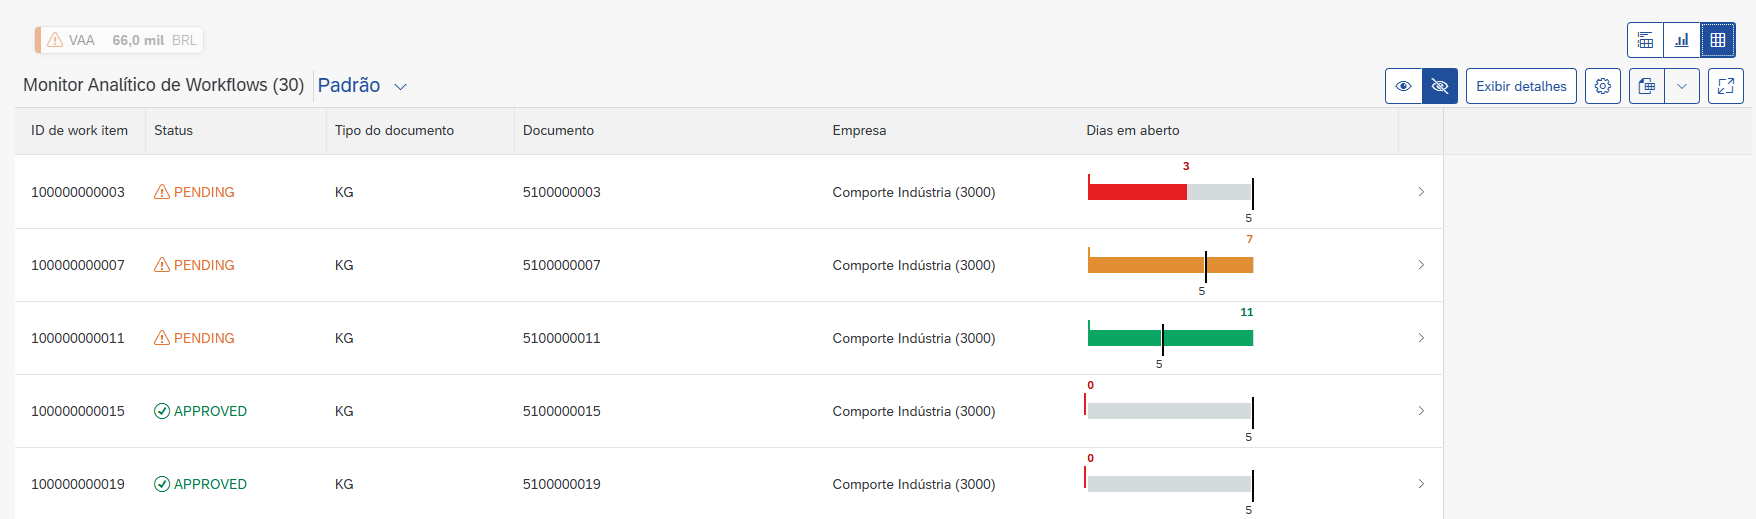 VAA 66,0 mil BRL
Monitor Analítico de Workflows (30) Padrão
Exibir detalhes
ID de work item Status Tipo do documento Documento Empresa Dias em aberto
3
100000000003 PENDING KG 5100000003 Comporte Indústria (3000)
5
7
100000000007 PENDING KG 5100000007 Comporte Indústria (3000)
5
11
100000000011 PENDING KG 5100000011 Comporte Indústria (3000)
5
0
100000000015 APPROVED KG 5100000015 Comporte Indústria (3000)
5
0
100000000019 APPROVED KG 5100000019 Comporte Indústria (3000)
5